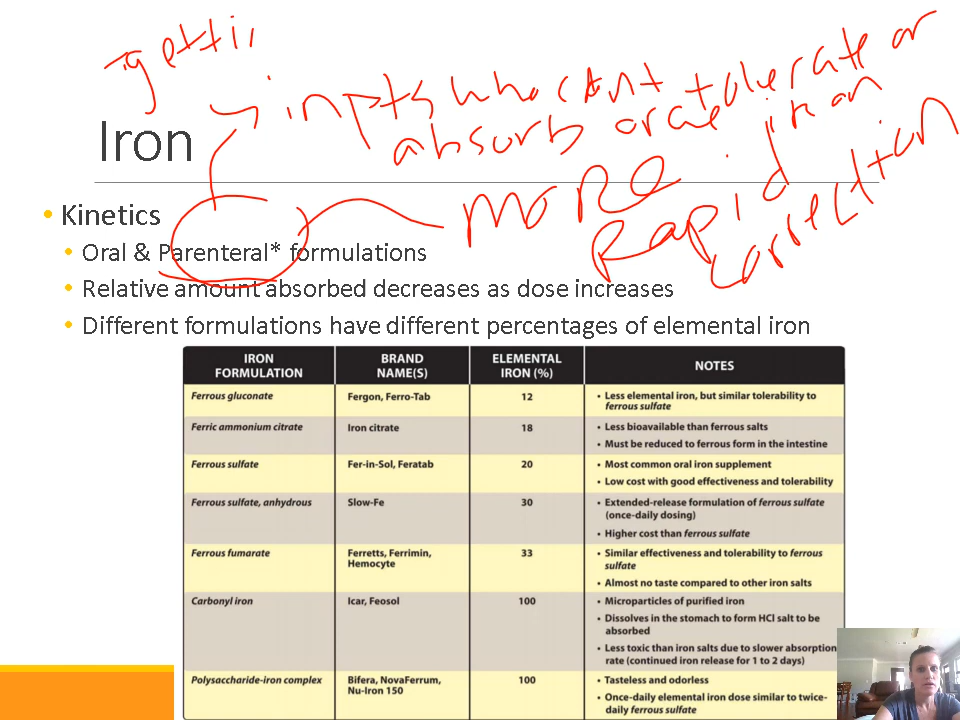 in pts who cant tolerate or
absorb oral iron
more
Rapid
correction
Iron
• Kinetics
• Oral & Parenteral* formulations
• Relative amount absorbed decreases as dose increases
• Different formulations have different percentages of elemental iron
IRON FORMULATION BRAND NAME(S) ELEMENTAL IRON (%) NOTES
Ferrous gluconate Fergon, Ferro-Tab 12 • Less elemental iron, but similar tolerability to
ferrous sulfate
Ferric ammonium citrate Iron citrate 18 • Less bioavailable than ferrous salts
• Must be reduced to ferrous form in the intestine
Ferrous sulfate Fer-in-Sol, Feratab 20 • Most common oral iron supplement
• Low cost with good effectiveness and tolerability
Ferrous sulfate, anhydrous Slow-Fe 30 • Extended-release formulation of ferrous sulfate
(once-daily dosing)
• Higher cost than ferrous sulfate
Ferrous fumarate Ferretts, Ferrimin, Hemocyte 33 • Similar effectiveness and tolerability to ferrous
sulfate
• Almost no taste compared to other iron salts
Carbonyl iron Icar, Feosol 100 • Microparticles of purified iron
• Dissolves in the stomach to form HCl salt to be
absorbed
• Less toxic than iron salts due to slower absorption
rate (continued iron release for 1 to 2 days)
Polysaccharide-iron complex Bifera, NovaFerrum, Nu-Iron 150 100 • Tasteless and odorless
• Once-daily elemental iron dose similar to twice-
daily ferrous sulfate